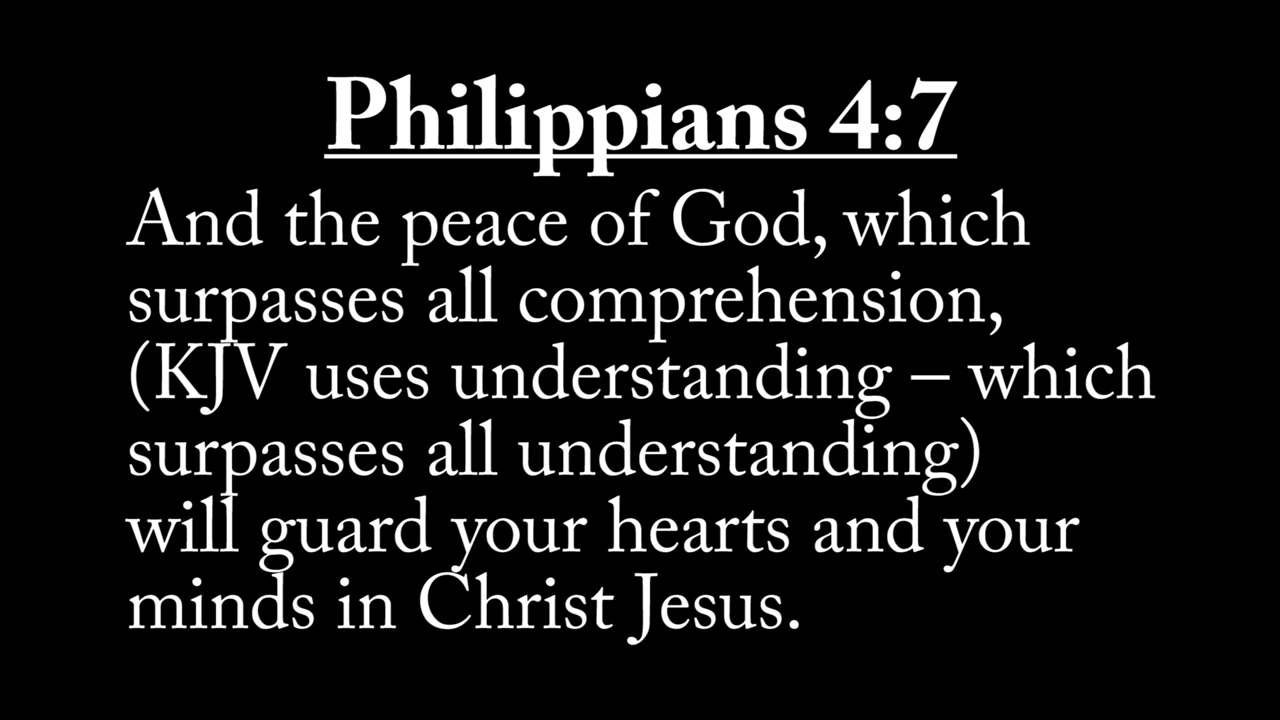 Philippians 4:7
And the peace of God, which
surpasses all comprehension,
(KJV uses understanding – which
surpasses all understanding)
will guard your hearts and your
minds in Christ Jesus.